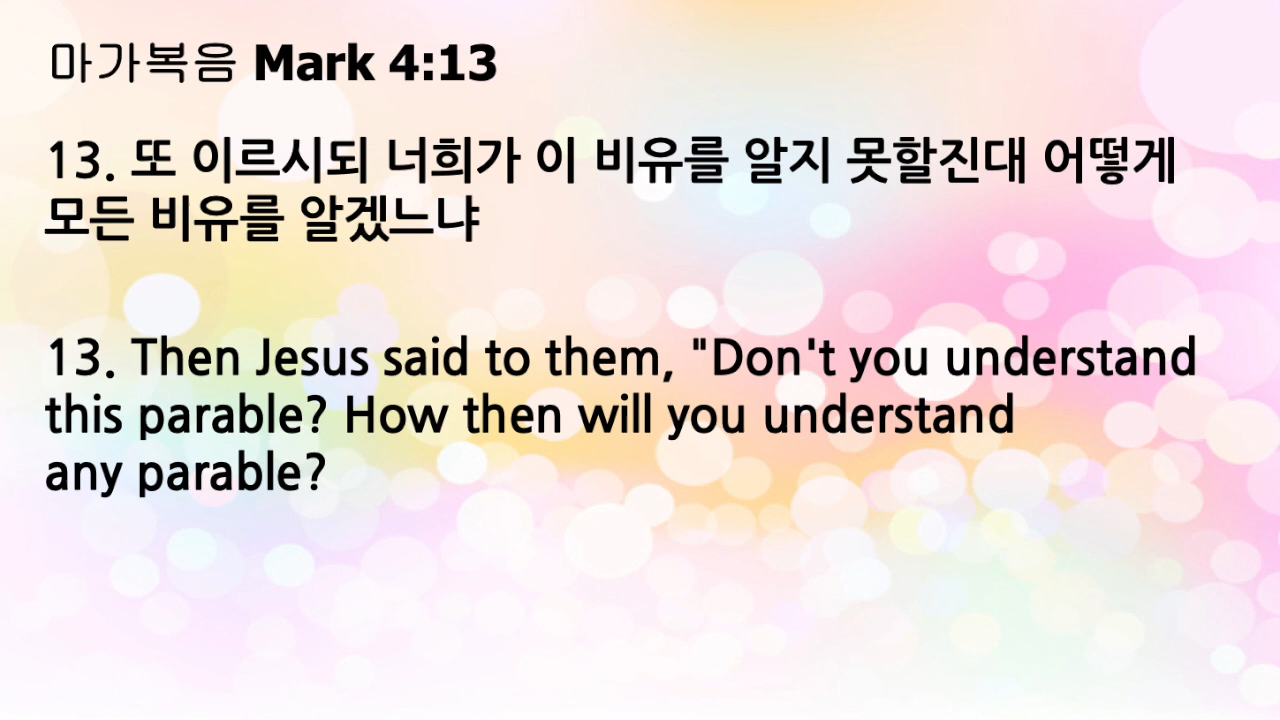 마가복음 Mark 4:13
13. 또 이르시되 너희가 이 비유를 알지 못할진대 어떻게
모든 비유를 알겠느냐
13. Then Jesus said to them, "Don't you understand
this parable? How then will you understand
any parable?